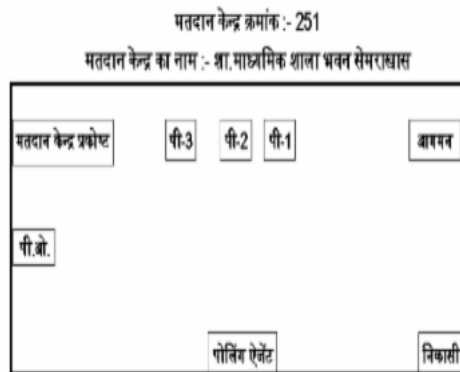 मतदान केन्द्र क्रमांक :- 251
मतदान केन्द्र का नाम :- शा.माध्यमिक शाला भवन सेमराखास
मतदान केन्द्र प्रकोष्ट पी-3 पी-2 पी-1 आगमन
पी.ओ.
पोलिंग ऐजेंट निकासी